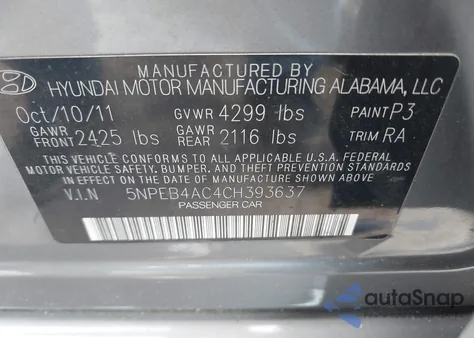 MANUFACTURED BY
HYUNDAI MOTOR MANUFACTURING ALABAMA, LLC
Oct/10/11 GVWR 4299 lbs PAINT P3
GAWR FRONT 2425 lbs GAWR REAR 2116 lbs TRIM RA
THIS VEHICLE CONFORMS TO ALL APPLICABLE U.S.A. FEDERAL
MOTOR VEHICLE SAFETY, BUMPER, AND THEFT PREVENTION STANDARDS
IN EFFECT ON THE DATE OF MANUFACTURE SHOWN ABOVE.
V.I.N 5NPEB4AC4CH393637
PASSENGER CAR
autoSnap